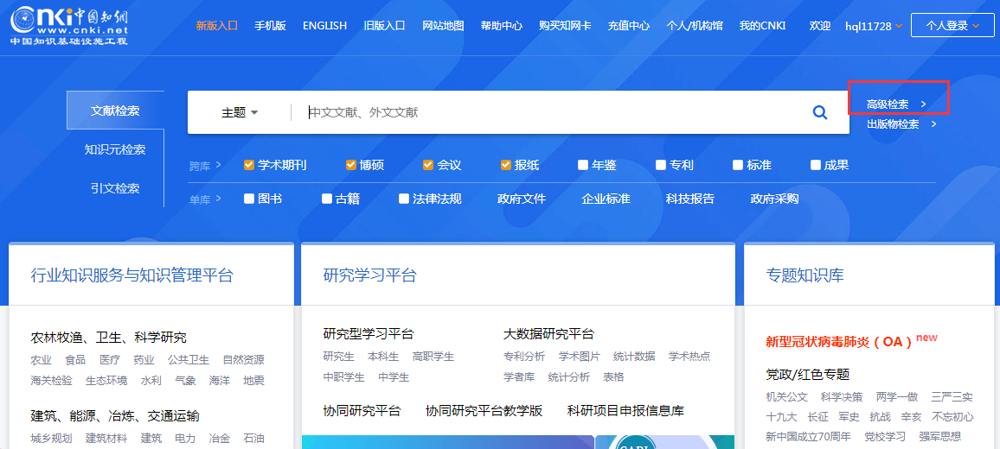 CNKI中国知网
www.cnki.net
中国知识基础设施工程
新版入口 手机版 ENGLISH 旧版入口 网站地图 帮助中心 购买知网卡 充值中心 个人/机构馆 我的CNKI 欢迎 hql11728 个人登录
文献检索 主题 中文文献、外文文献 高级检索 >
出版物检索 >
知识元检索
引文检索
跨库 > 学术期刊 博硕 会议 报纸 年鉴 专利 标准 成果
单库 > 图书 古籍 法律法规 政府文件 企业标准 科技报告 政府采购
行业知识服务与知识管理平台
农林牧渔、卫生、科学研究
农业 食品 医疗 药业 公共卫生 自然资源
海关检验 生态环境 水利 气象 海洋 地震
建筑、能源、冶炼、交通运输
城乡规划 建筑材料 建筑 电力 冶金 石油
研究学习平台
研究型学习平台
研究生 本科生 高职学生
中职学生 中学生
大数据研究平台
专利分析 学术图片 统计数据 学术热点
学者库 统计分析 表格
协同研究平台 协同研究平台教学版 科研项目申报信息库
专题知识库
新型冠状病毒肺炎（OA）new
党政/红色专题
机关公文 科学决策 两学一做 三严三实
十九大 长征 军史 抗战 辛亥 不忘初心
新中国成立70周年 党校学习 强军思想